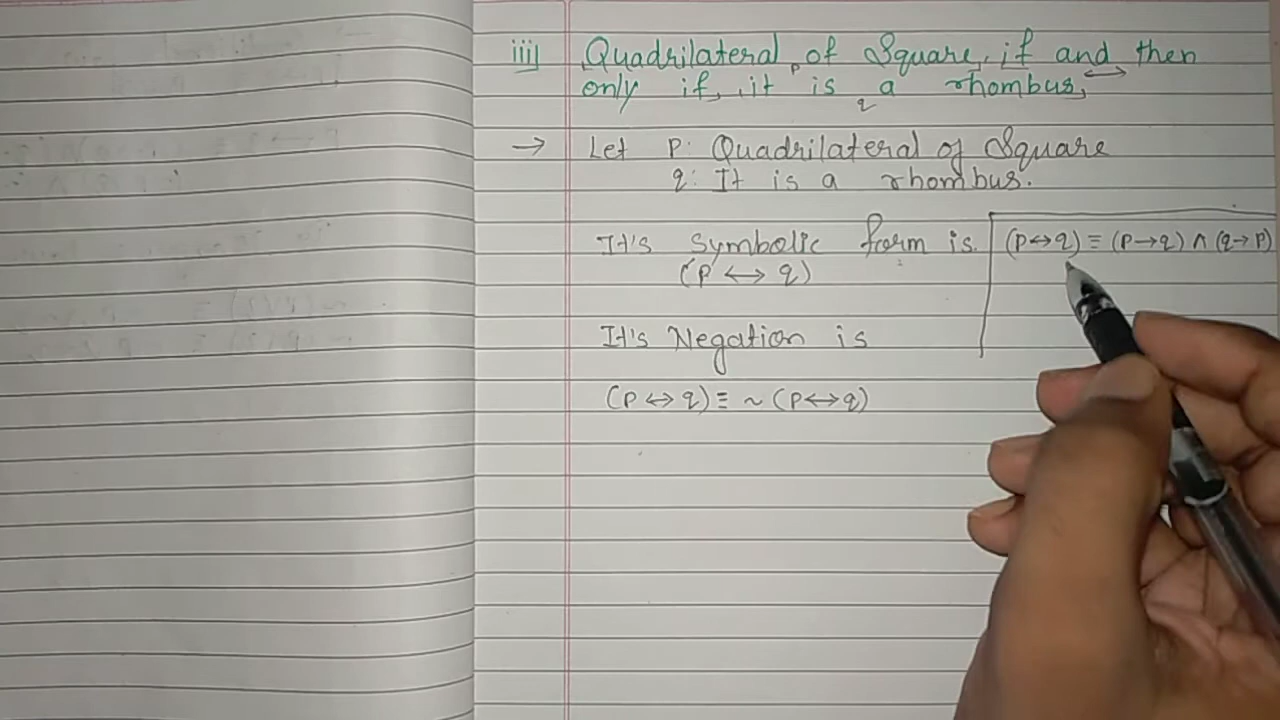 iii) Quadrilateral of Square, if and then
p
only if, it is a rhombus,
↔
q
→ Let p: Quadrilateral of Square
q: It is a rhombus.
It's Symbolic form is
(p ↔ q)
(p↔q) ≡ (p→q) ∧ (q→p)
It's Negation is
(p ↔ q) ≡ ~ (p↔q)